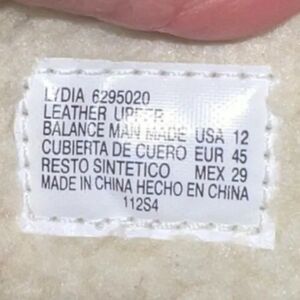 LYDIA 6295020
LEATHER UPPER
BALANCE MAN MADE USA 12
CUBIERTA DE CUERO EUR 45
RESTO SINTETICO MEX 29
MADE IN CHINA HECHO EN CHINA
112S4